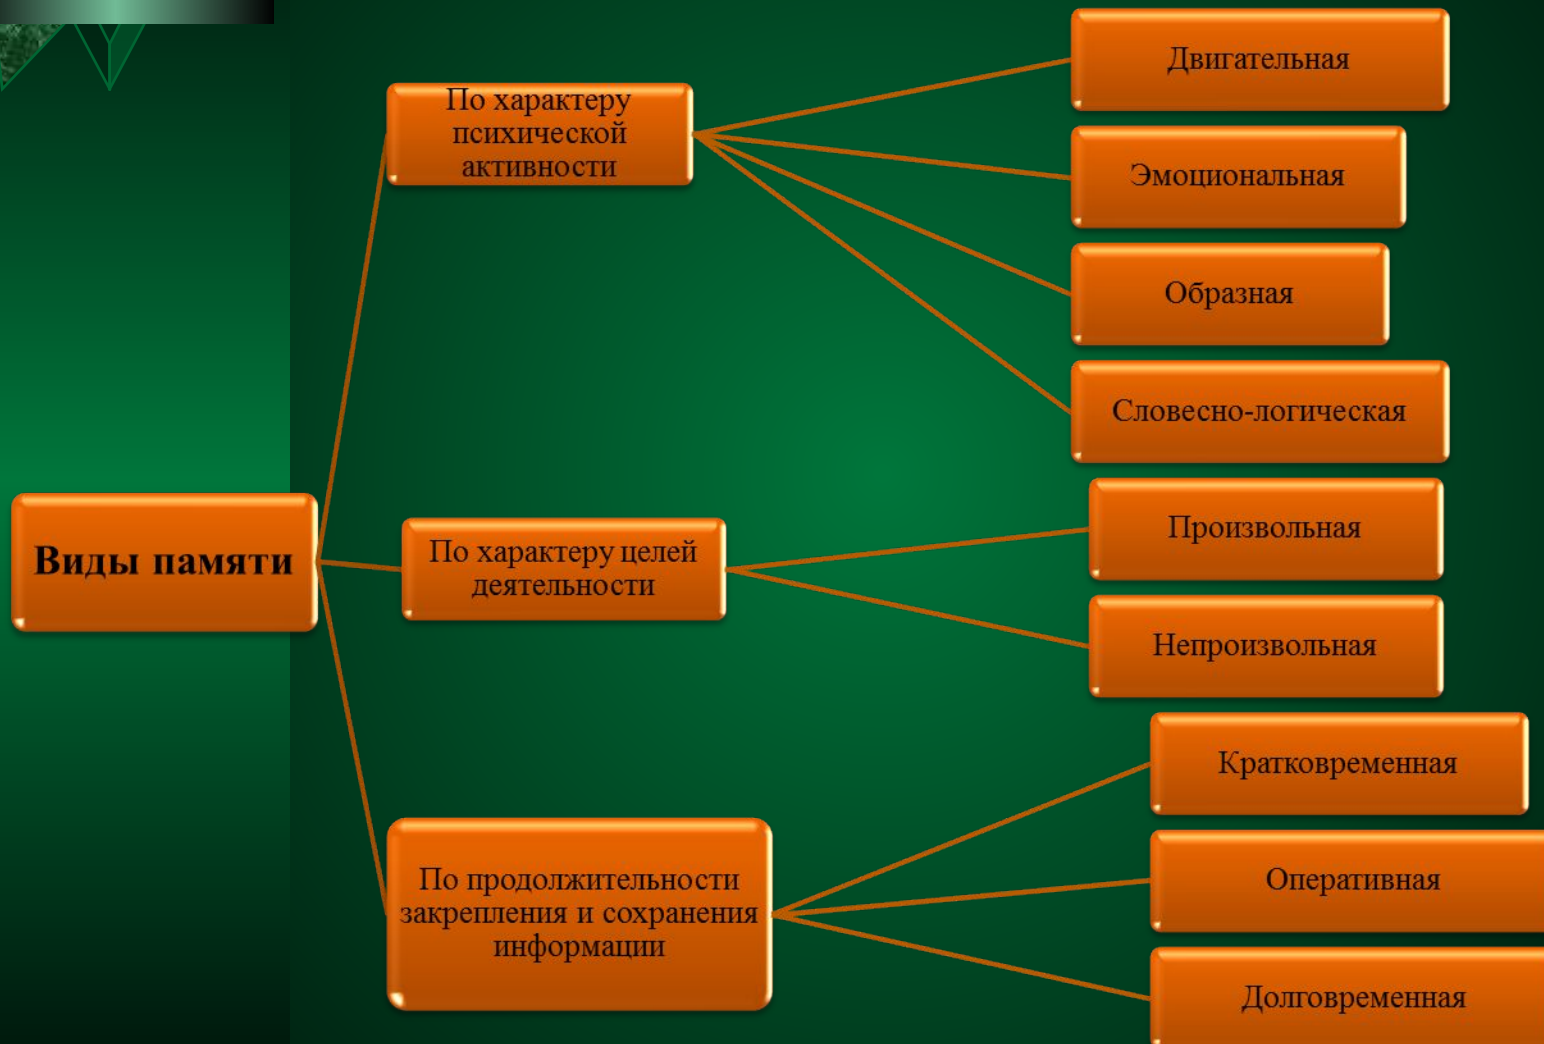 Виды памяти
По характеру
психической
активности
Двигательная
Эмоциональная
Образная
Словесно-логическая
По характеру целей
деятельности
Произвольная
Непроизвольная
По продолжительности
закрепления и сохранения
информации
Кратковременная
Оперативная
Долговременная